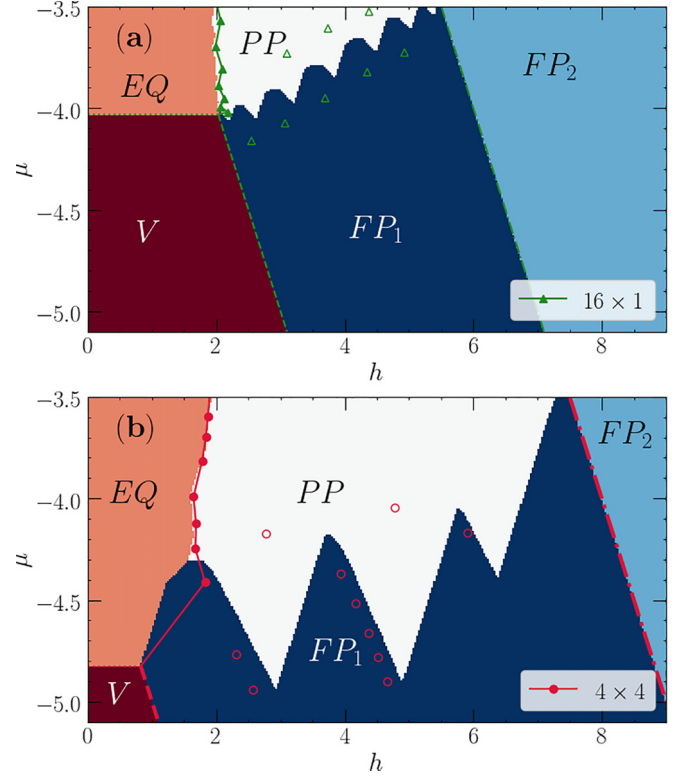 −3.5
(a)
PP
FP₂
EQ
−4.0
μ
−4.5
V
FP₁
−5.0
16 × 1
0 2 4 6 8
h
−3.5
(b)
FP₂
EQ
PP
−4.0
μ
−4.5
FP₁
V
4 × 4
−5.0
0 2 4 6 8
h